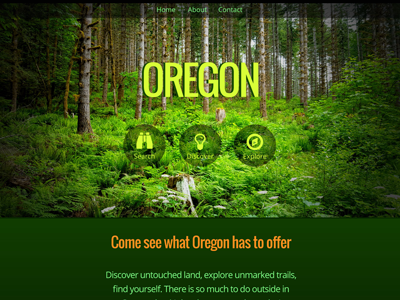 Home About Contact
OREGON
Search Discover Explore
Come see what Oregon has to offer
Discover untouched land, explore unmarked trails,
find yourself. There is so much to do outside in